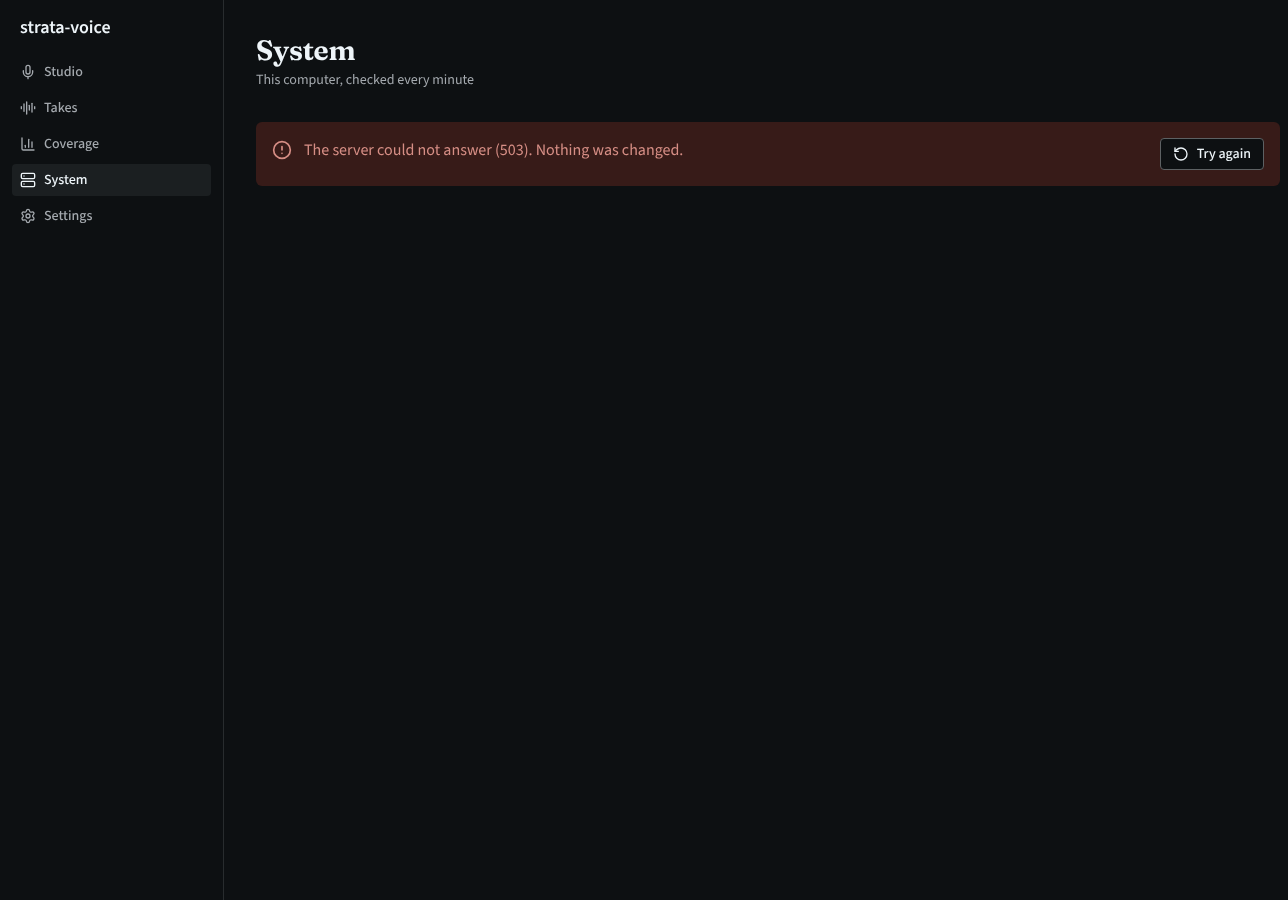 strata-voice
Studio
Takes
Coverage
System
Settings
System
This computer, checked every minute
The server could not answer (503). Nothing was changed.
Try again